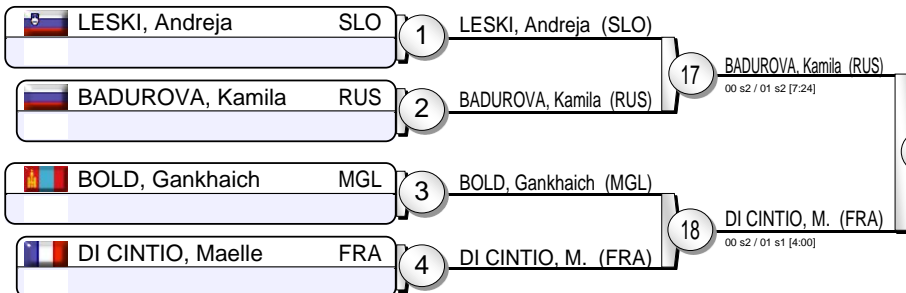 LESKI, Andreja SLO
1
LESKI, Andreja (SLO)
17
BADUROVA, Kamila (RUS)
00 s2 / 01 s2 [7:24]
BADUROVA, Kamila RUS
2
BADUROVA, Kamila (RUS)
BOLD, Gankhaich MGL
3
BOLD, Gankhaich (MGL)
18
DI CINTIO, M. (FRA)
00 s2 / 01 s1 [4:00]
DI CINTIO, Maelle FRA
4
DI CINTIO, M. (FRA)